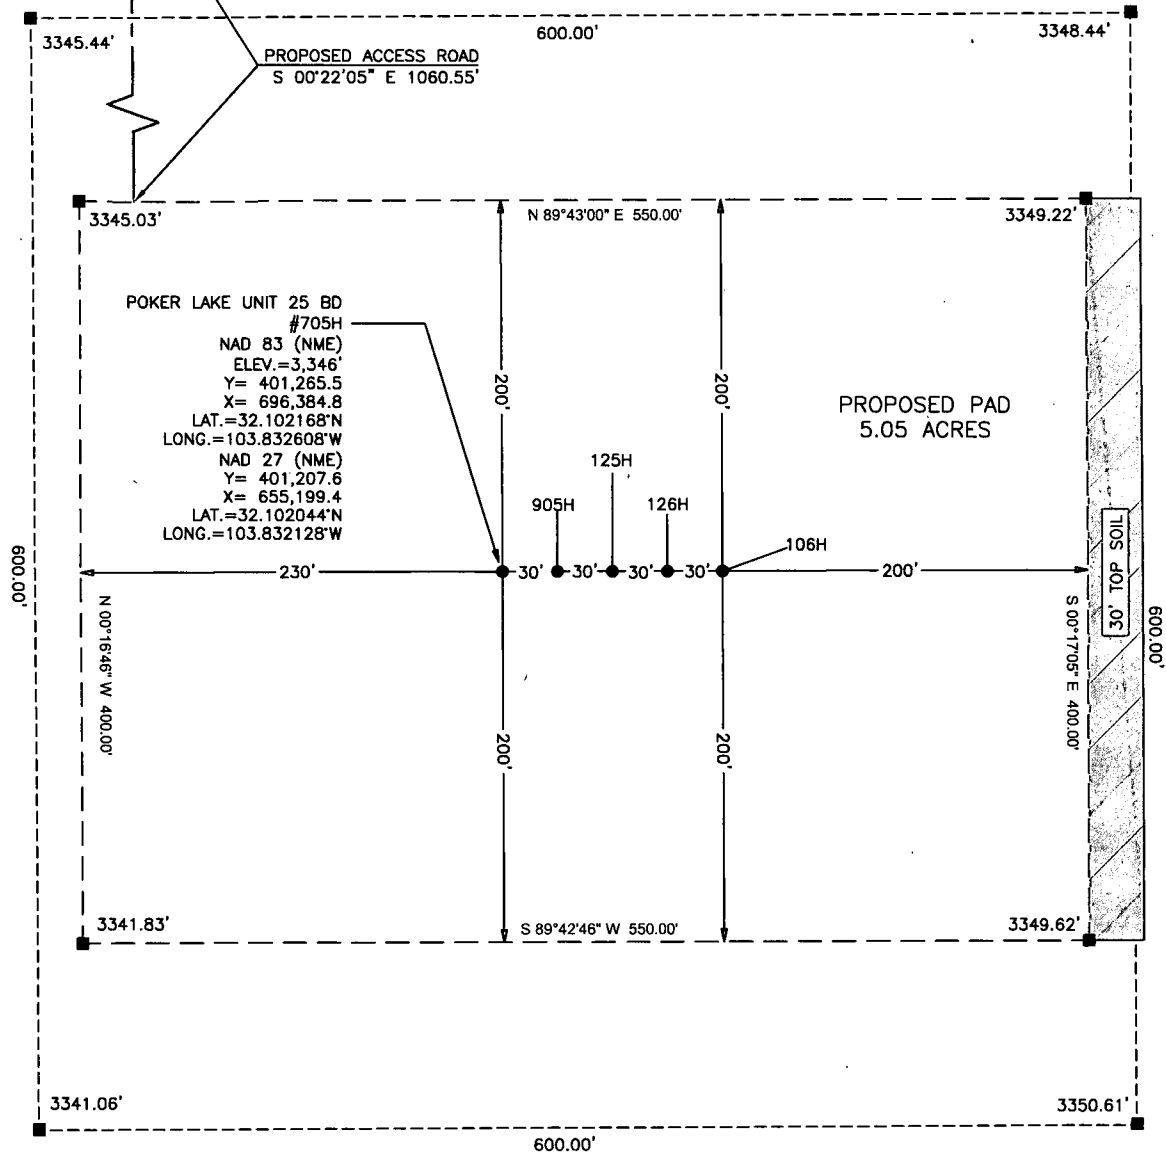 3345.44'
600.00'
3348.44'
PROPOSED ACCESS ROAD
S 00°22'05" E 1060.55'
3345.03'
N 89°43'00" E 550.00'
3349.22'
POKER LAKE UNIT 25 BD
#705H
NAD 83 (NME)
ELEV.=3,346'
Y= 401,265.5
X= 696,384.8
LAT.=32.102168°N
LONG.=103.832608°W
NAD 27 (NME)
Y= 401,207.6
X= 655,199.4
LAT.=32.102044°N
LONG.=103.832128°W
200'
200'
PROPOSED PAD
5.05 ACRES
125H
905H
126H
106H
230'
30'
30'
30'
30'
200'
600.00'
N 00°16'46" W 400.00'
S 00°17'05" E 400.00'
30' TOP SOIL
600.00'
200'
200'
3341.83'
S 89°42'46" W 550.00'
3349.62'
3341.06'
600.00'
3350.61'